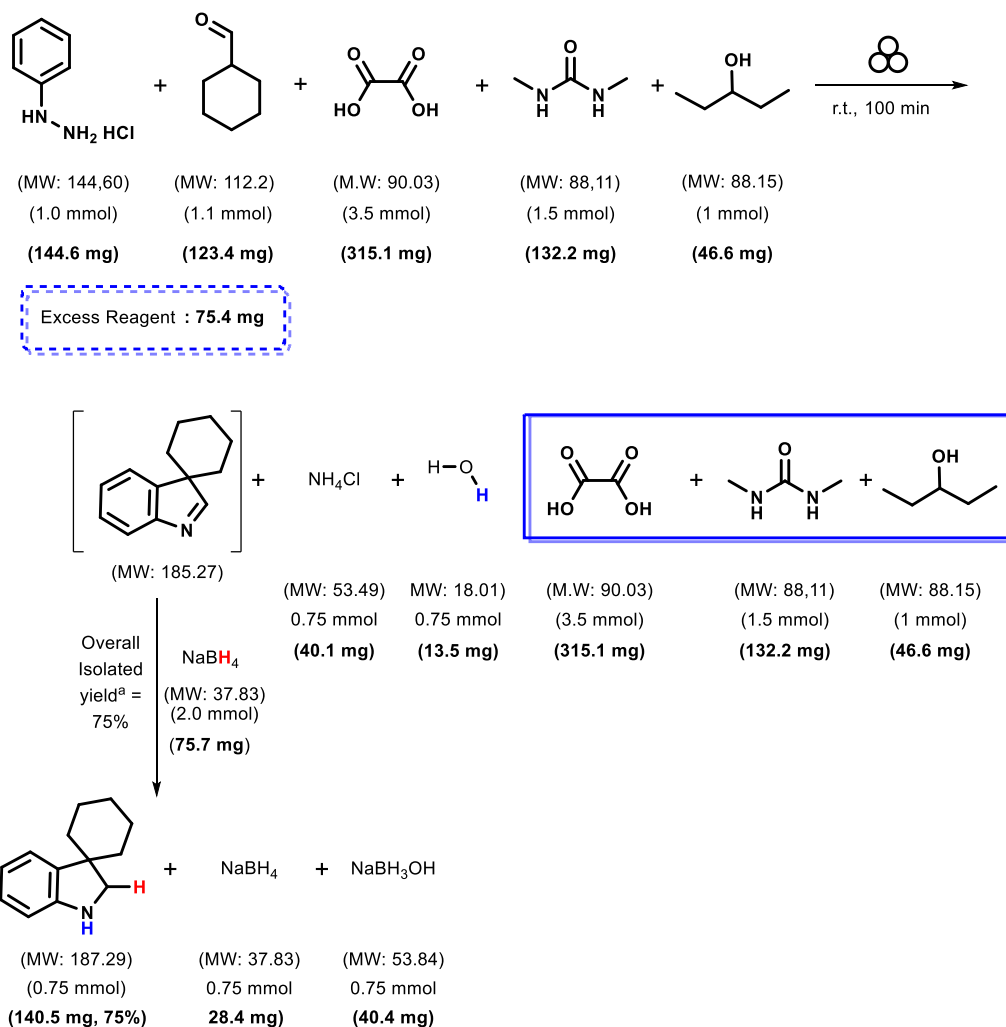 O
O O
O
OH
HN
NH2 HCl
HO OH
N H
N H
r.t., 100 min
+ + + +
(MW: 144,60) (MW: 112.2) (M.W: 90.03) (MW: 88,11) (MW: 88.15)
(1.0 mmol) (1.1 mmol) (3.5 mmol) (1.5 mmol) (1 mmol)
(144.6 mg) (123.4 mg) (315.1 mg) (132.2 mg) (46.6 mg)
Excess Reagent : 75.4 mg
N
+ NH4Cl + H O H
O O
HO OH
+
O
N H
N H
+
OH
(MW: 185.27)
(MW: 53.49) MW: 18.01) (M.W: 90.03) (MW: 88,11) (MW: 88.15)
0.75 mmol 0.75 mmol (3.5 mmol) (1.5 mmol) (1 mmol)
(40.1 mg) (13.5 mg) (315.1 mg) (132.2 mg) (46.6 mg)
Overall
Isolated
yieldᵃ =
75%
NaBH4
(MW: 37.83)
(2.0 mmol)
(75.7 mg)
H
N
H
+ NaBH4 + NaBH3OH
(MW: 187.29) (MW: 37.83) (MW: 53.84)
(0.75 mmol) 0.75 mmol 0.75 mmol
(140.5 mg, 75%) 28.4 mg) (40.4 mg)